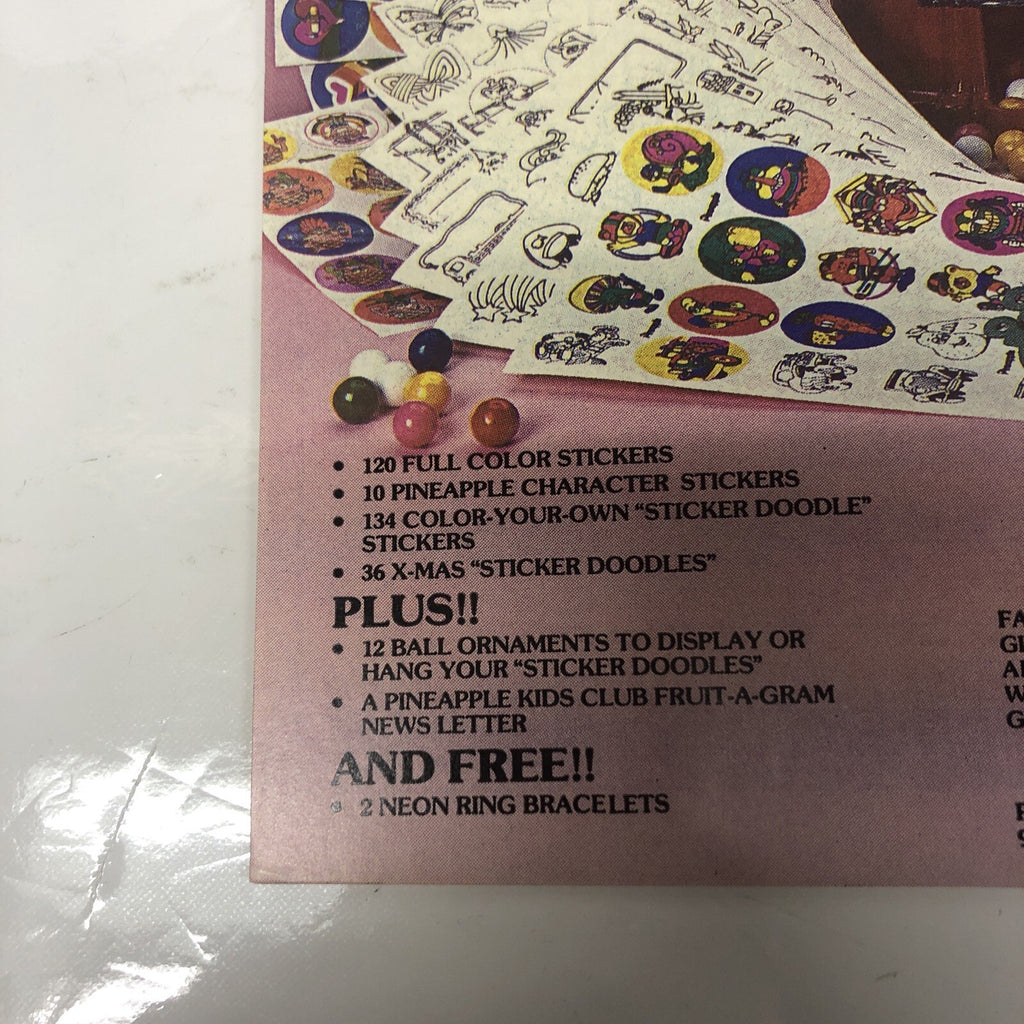 • 120 FULL COLOR STICKERS
• 10 PINEAPPLE CHARACTER STICKERS
• 134 COLOR-YOUR-OWN “STICKER DOODLE”
STICKERS
• 36 X-MAS “STICKER DOODLES”
PLUS!!
• 12 BALL ORNAMENTS TO DISPLAY OR
HANG YOUR “STICKER DOODLES”
• A PINEAPPLE KIDS CLUB FRUIT-A-GRAM
NEWS LETTER
AND FREE!!
• 2 NEON RING BRACELETS